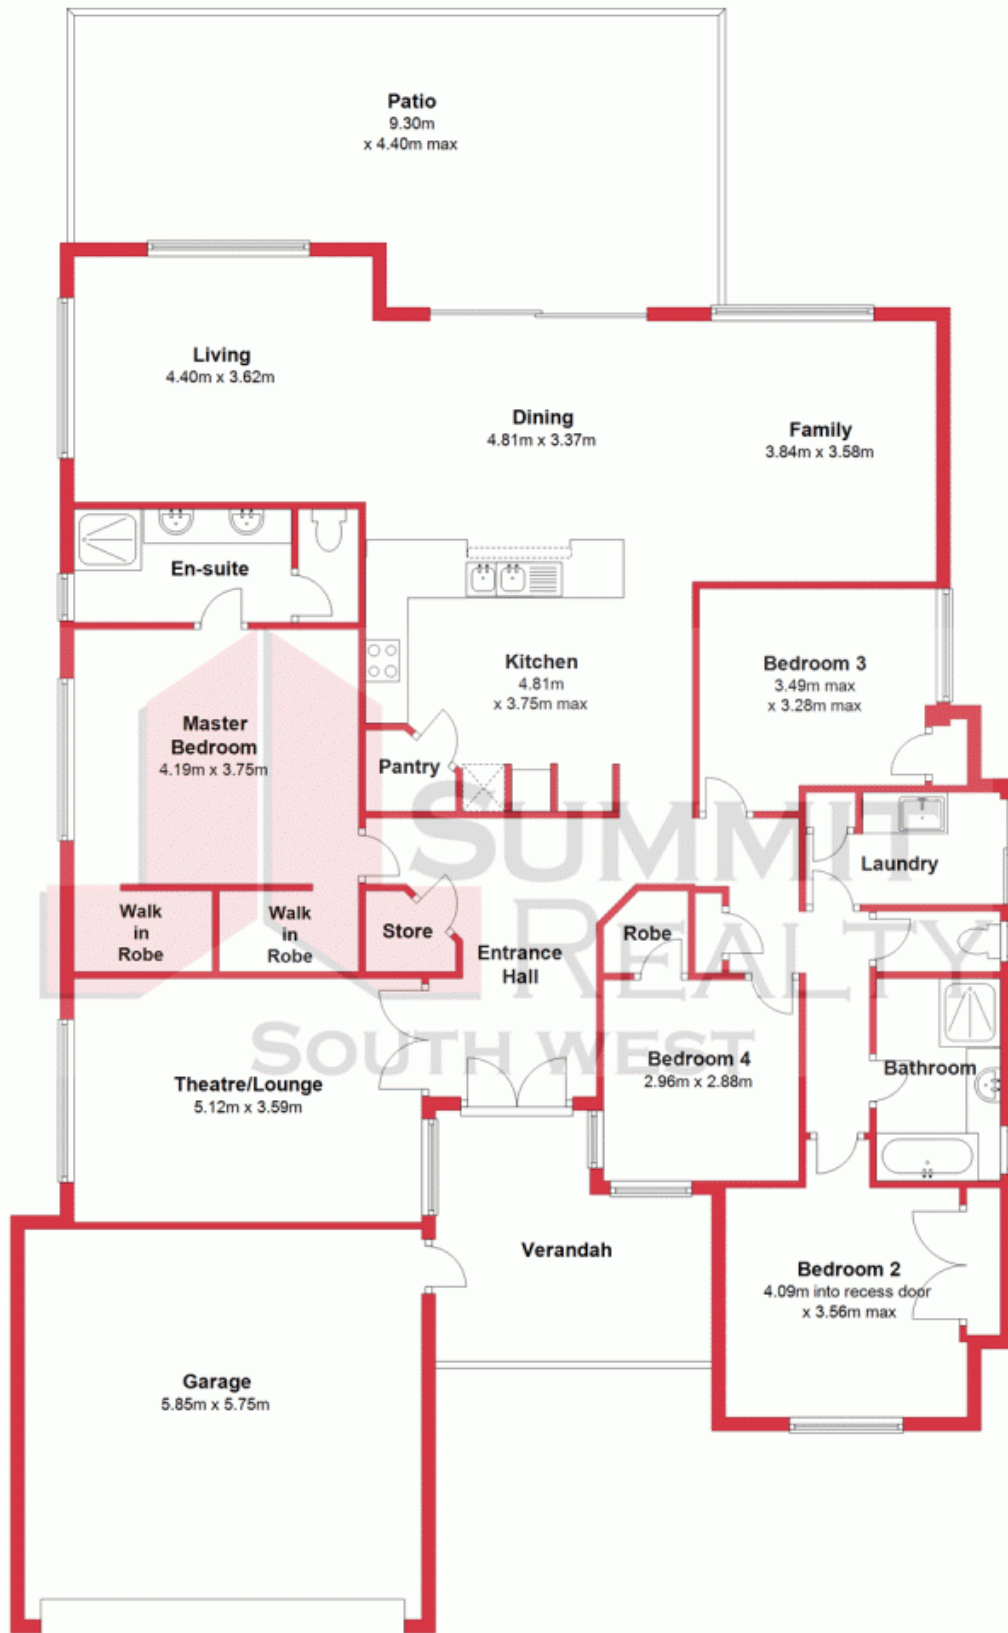 Patio
9.30m
x 4.40m max
Living
4.40m x 3.62m
Dining
4.81m x 3.37m
Family
3.84m x 3.58m
En-suite
Kitchen
4.81m
x 3.75m max
Bedroom 3
3.49m max
x 3.28m max
Master
Bedroom
4.19m x 3.75m
Pantry
SUMMIT
REALTY
SOUTH WEST
Laundry
Walk
in
Robe
Walk
in
Robe
Store
Entrance
Hall
Robe
Theatre/Lounge
5.12m x 3.59m
Bedroom 4
2.96m x 2.88m
Bathroom
Verandah
Bedroom 2
4.09m into recess door
x 3.56m max
Garage
5.85m x 5.75m